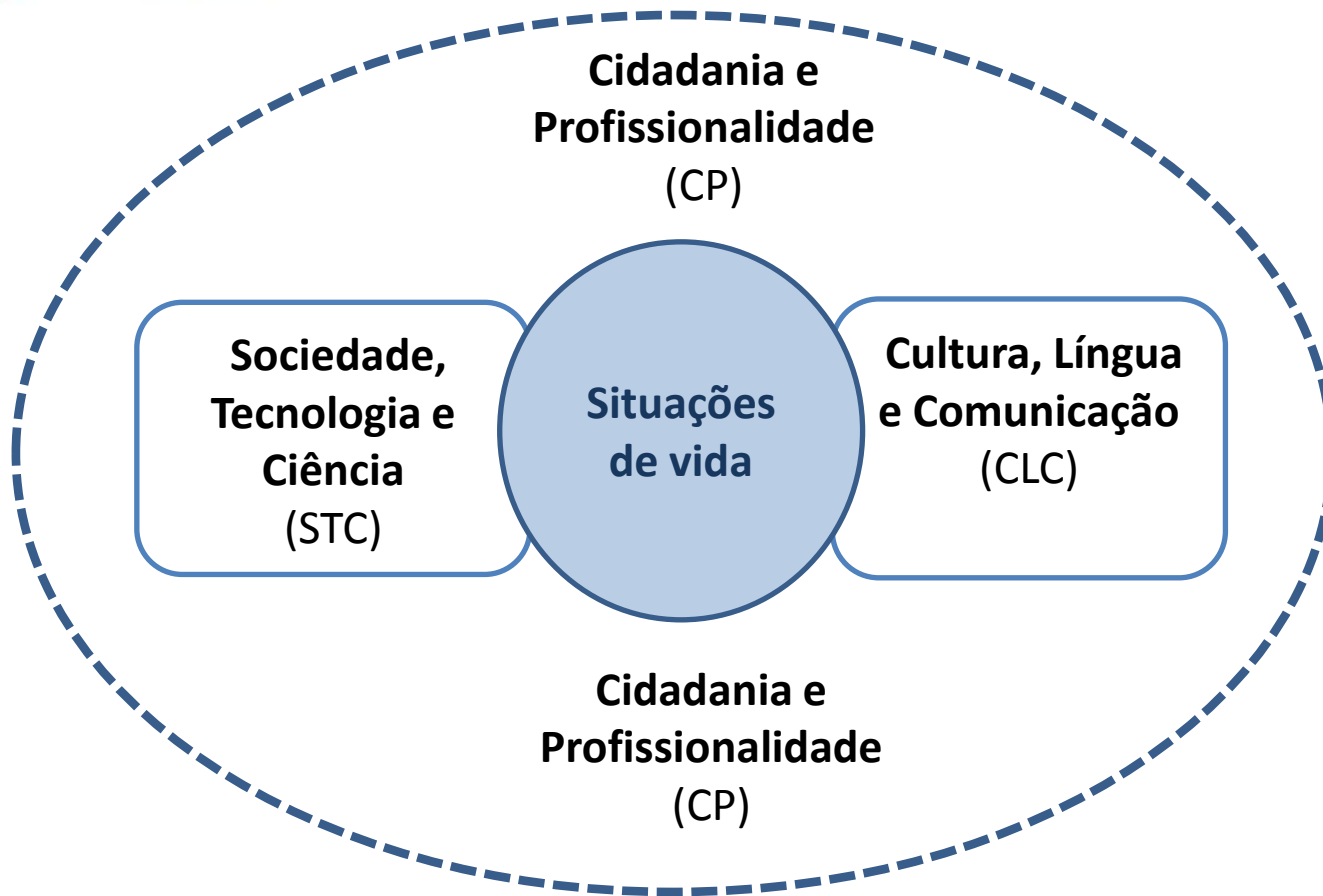 Cidadania e
Profissionalidade
(CP)
Sociedade,
Tecnologia e
Ciência
(STC)
Situações
de vida
Cultura, Língua
e Comunicação
(CLC)
Cidadania e
Profissionalidade
(CP)